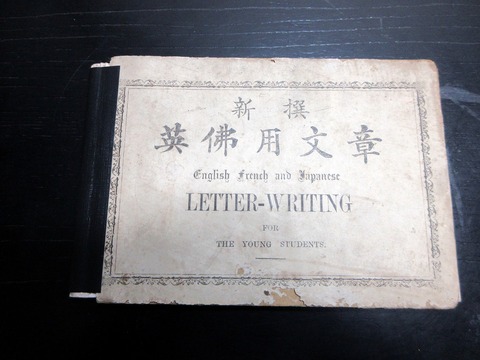 新撰
英佛用文章
English French and Japanese
LETTER-WRITING
FOR
THE YOUNG STUDENTS.